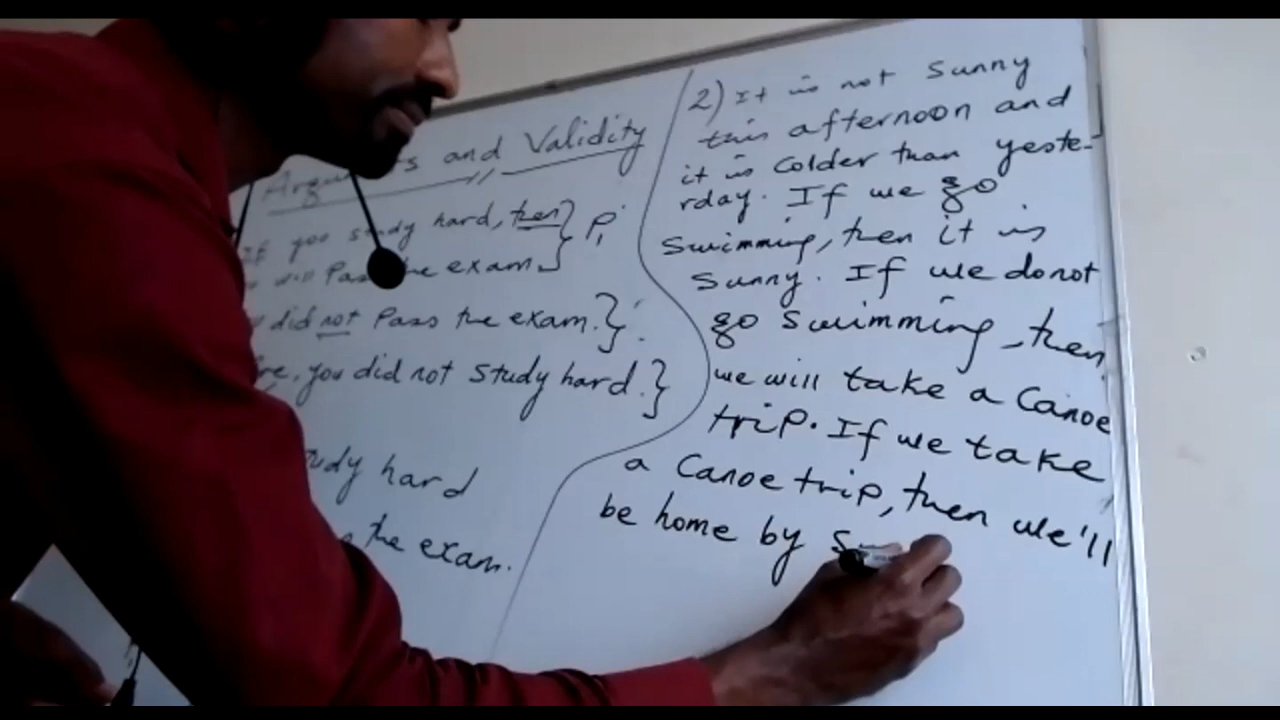 and Validity
If you study hard, then } P1
will Pass the exam.
did not Pass the exam. }
you did not Study hard. }
study hard
the exam.
2) It is not Sunny
this afternoon and
it is Colder than yeste-
rday. If we go
Swimming, then it is
Sunny. If we do not
go Swimming, then
we will take a Canoe
trip. If we take
a Canoe trip, then we'll
be home by